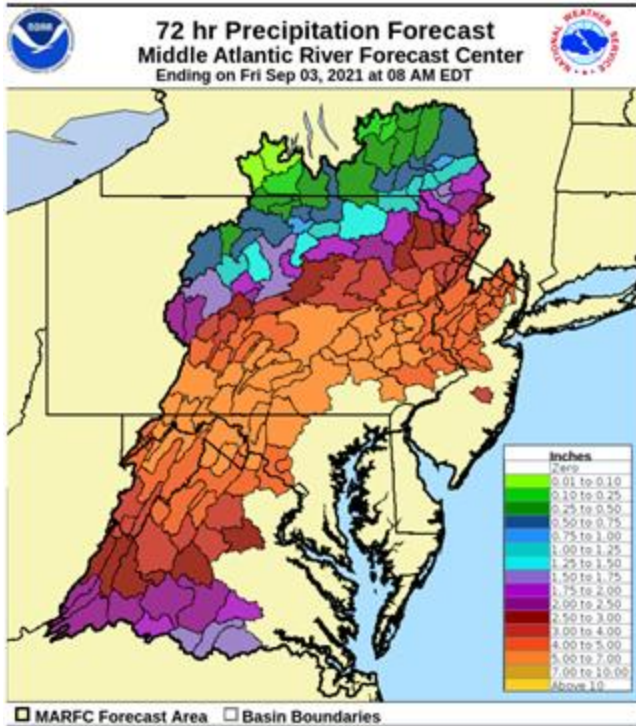 72 hr Precipitation Forecast
Middle Atlantic River Forecast Center
Ending on Fri Sep 03, 2021 at 08 AM EDT
NOAA
NATIONAL WEATHER SERVICE
Inches
Zero
0.01 to 0.10
0.10 to 0.25
0.25 to 0.50
0.50 to 0.75
0.75 to 1.00
1.00 to 1.25
1.25 to 1.50
1.50 to 1.75
1.75 to 2.00
2.00 to 2.50
2.50 to 3.00
3.00 to 4.00
4.00 to 5.00
5.00 to 7.00
7.00 to 10.00
Above 10
MARFC Forecast Area Basin Boundaries